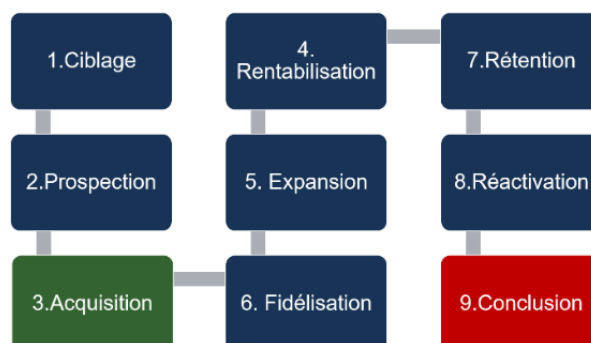 1.Ciblage
2.Prospection
3.Acquisition
4.
Rentabilisation
5. Expansion
6. Fidélisation
7.Rétention
8.Réactivation
9.Conclusion